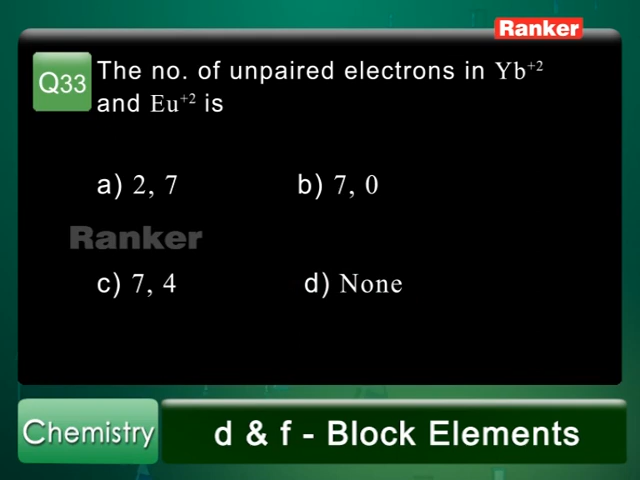 Ranker
Q33
The no. of unpaired electrons in Yb⁺²
and Eu⁺² is
a) 2, 7 b) 7, 0
Ranker
c) 7, 4 d) None
Chemistry
d & f - Block Elements